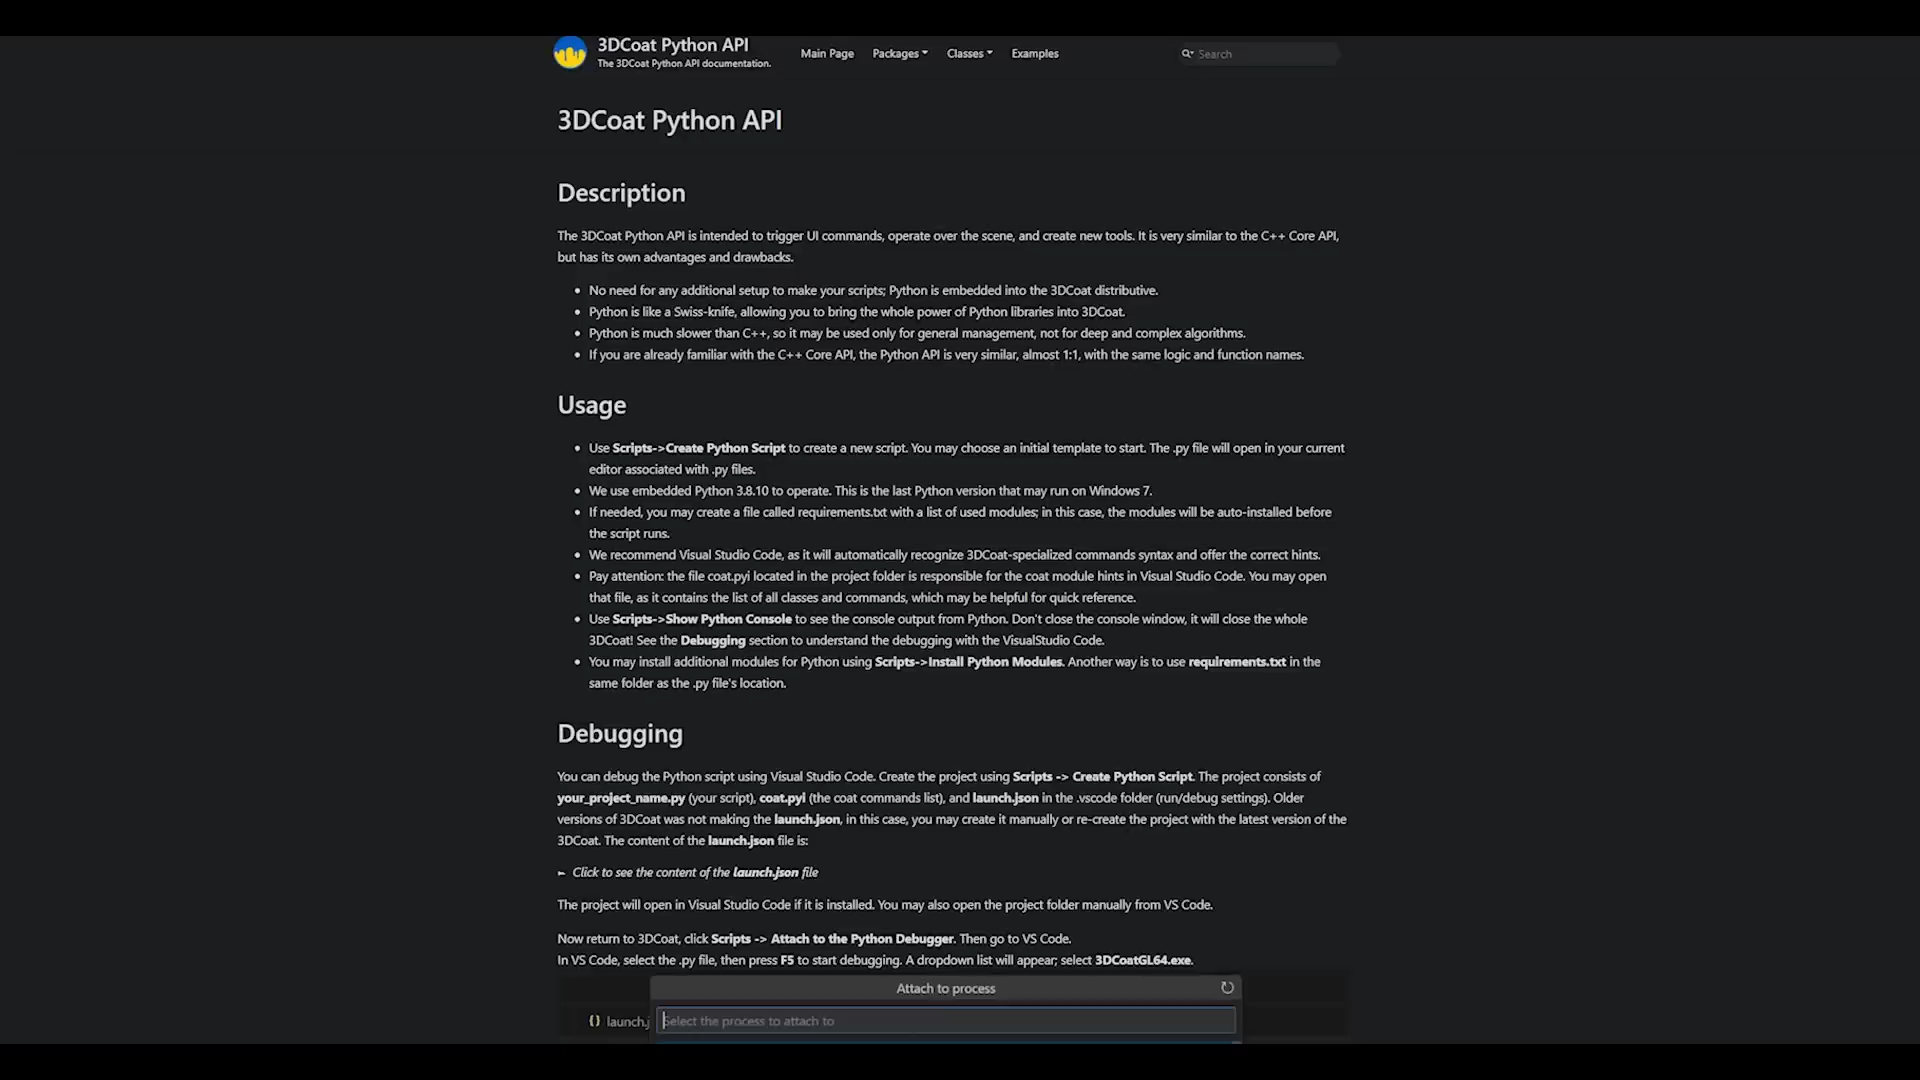 3DCoat Python API
The 3DCoat Python API documentation.
Main Page Packages Classes Examples Search
3DCoat Python API
Description
The 3DCoat Python API is intended to trigger UI commands, operate over the scene, and create new tools. It is very similar to the C++ Core API,
but has its own advantages and drawbacks.
• No need for any additional setup to make your scripts; Python is embedded into the 3DCoat distributive.
• Python is like a Swiss-knife, allowing you to bring the whole power of Python libraries into 3DCoat.
• Python is much slower than C++, so it may be used only for general management, not for deep and complex algorithms.
• If you are already familiar with the C++ Core API, the Python API is very similar, almost 1:1, with the same logic and function names.
Usage
• Use Scripts->Create Python Script to create a new script. You may choose an initial template to start. The .py file will open in your current
editor associated with .py files.
• We use embedded Python 3.8.10 to operate. This is the last Python version that may run on Windows 7.
• If needed, you may create a file called requirements.txt with a list of used modules; in this case, the modules will be auto-installed before
the script runs.
• We recommend Visual Studio Code, as it will automatically recognize 3DCoat-specialized commands syntax and offer the correct hints.
• Pay attention: the file coat.pyi located in the project folder is responsible for the coat module hints in Visual Studio Code. You may open
that file, as it contains the list of all classes and commands, which may be helpful for quick reference.
• Use Scripts->Show Python Console to see the console output from Python. Don't close the console window, it will close the whole
3DCoat! See the Debugging section to understand the debugging with the VisualStudio Code.
• You may install additional modules for Python using Scripts->Install Python Modules. Another way is to use requirements.txt in the
same folder as the .py file's location.
Debugging
You can debug the Python script using Visual Studio Code. Create the project using Scripts -> Create Python Script. The project consists of
your_project_name.py (your script), coat.pyi (the coat commands list), and launch.json in the .vscode folder (run/debug settings). Older
versions of 3DCoat was not making the launch.json, in this case, you may create it manually or re-create the project with the latest version of the
3DCoat. The content of the launch.json file is:
► Click to see the content of the launch.json file
The project will open in Visual Studio Code if it is installed. You may also open the project folder manually from VS Code.
Now return to 3DCoat, click Scripts -> Attach to the Python Debugger. Then go to VS Code.
In VS Code, select the .py file, then press F5 to start debugging. A dropdown list will appear; select 3DCoatGL64.exe.
Attach to process
{} launch.j Select the process to attach to